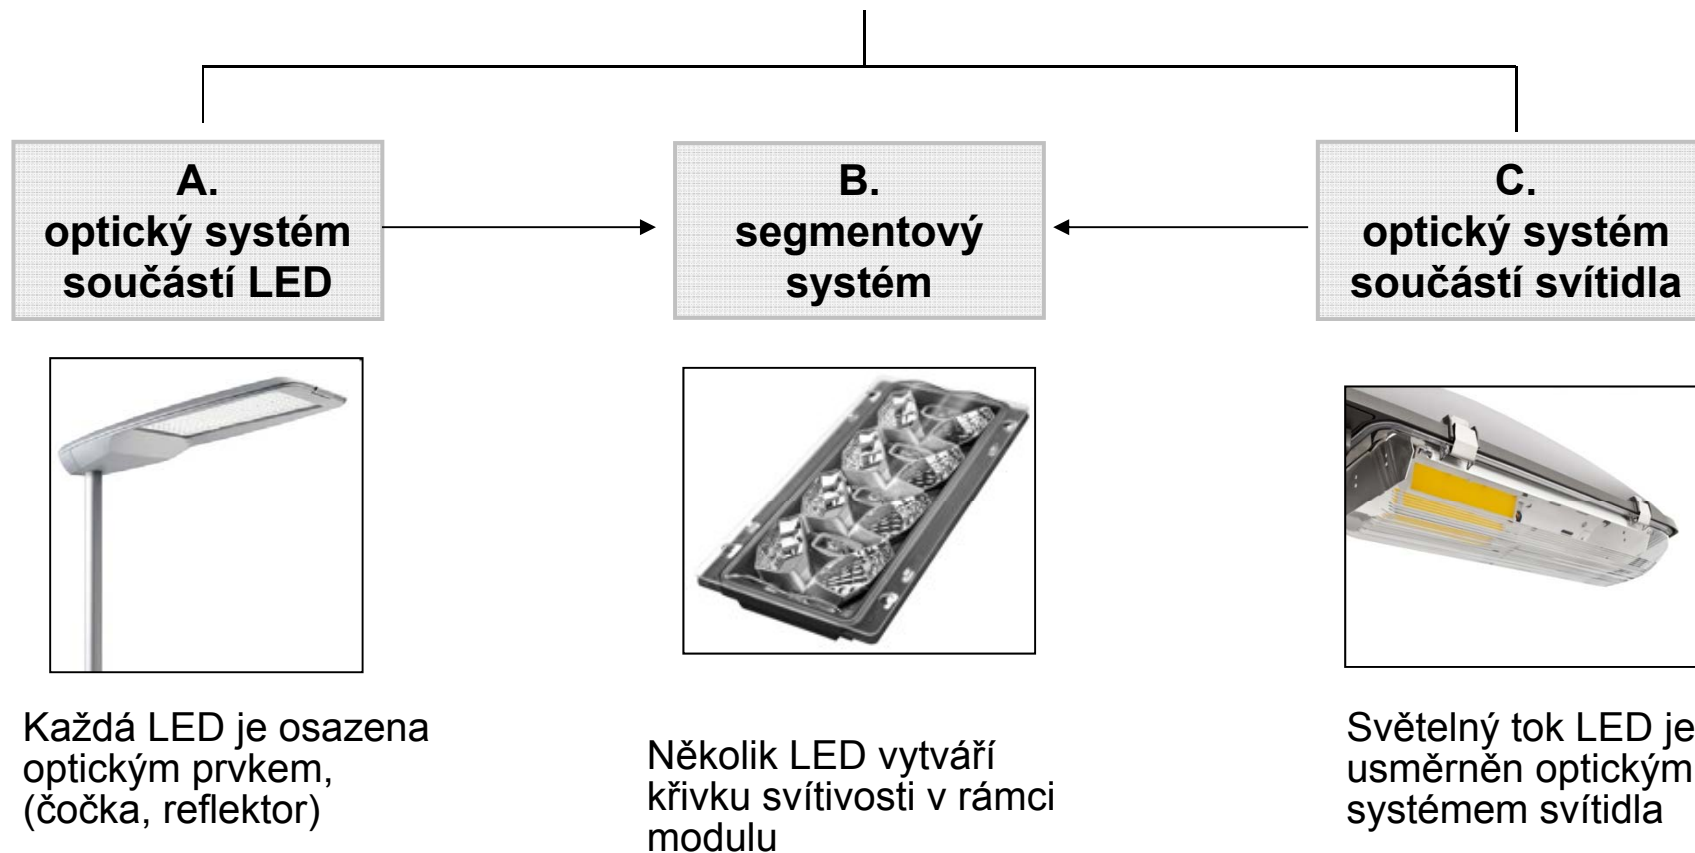 A.
optický systém
součástí LED
B.
segmentový
systém
C.
optický systém
součástí svítidla
Každá LED je osazena
optickým prvkem,
(čočka, reflektor)
Několik LED vytváří
křivku svítivosti v rámci
modulu
Světelný tok LED je
usměrněn optickým
systémem svítidla